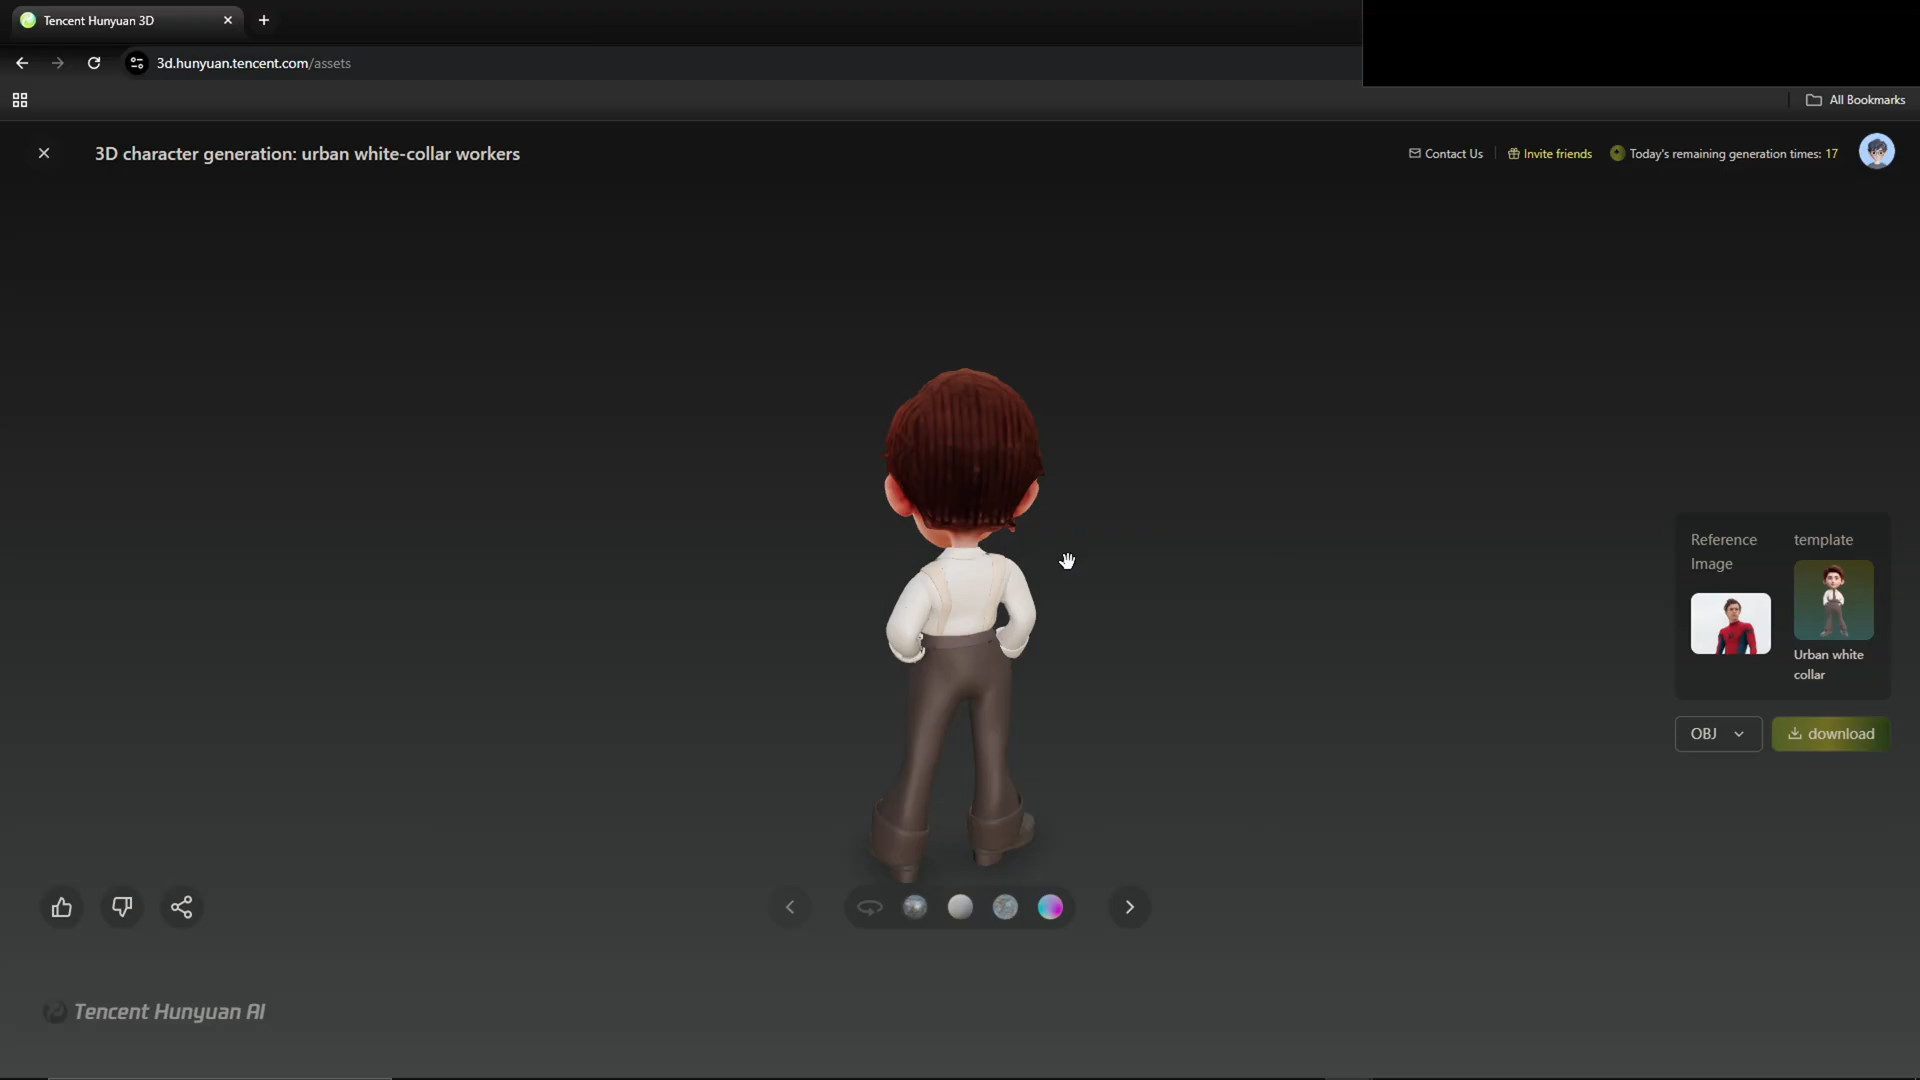 Tencent Hunyuan 3D
3d.hunyuan.tencent.com/assets
All Bookmarks
3D character generation: urban white-collar workers
Contact Us
Invite friends
Today's remaining generation times: 17
Reference
Image
template
Urban white
collar
OBJ
download
Tencent Hunyuan AI